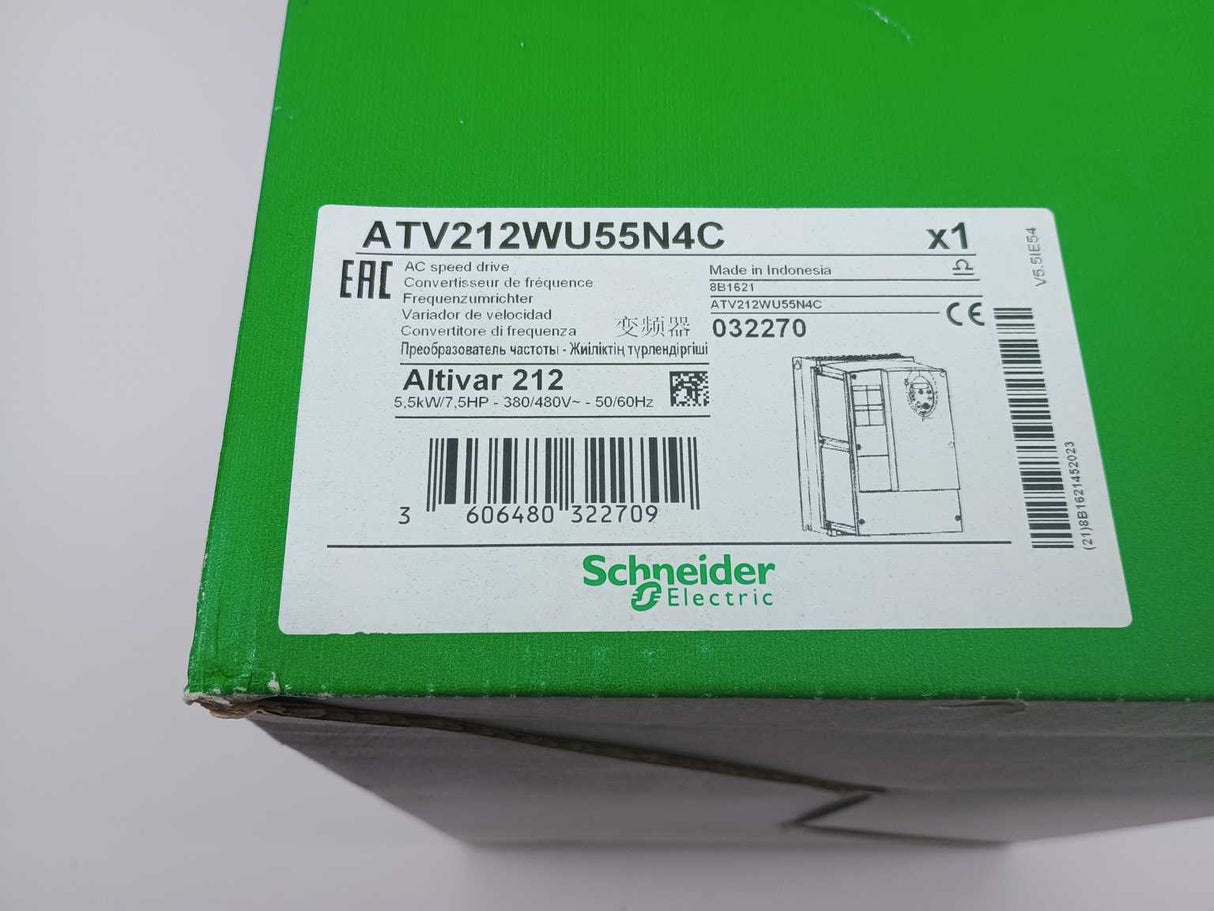 ATV212WU55N4C x1
EAC
AC speed drive
Convertisseur de fréquence
Frequenzumrichter
Variador de velocidad
Convertitore di frequenza 变频器
Преобразователь частоты - Жиіліктің түрлендіргіші
Altivar 212
5,5kW/7,5HP - 380/480V~ - 50/60Hz
3 606480 322709
Made in Indonesia
8B1621
ATV212WU55N4C
032270
CE
V5.5IE54
(21)8B1621452023
Schneider
Electric